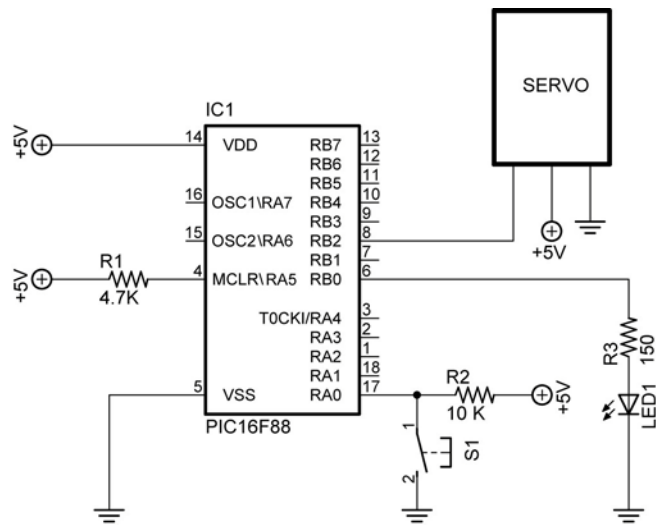 SERVO
IC1
+5V
14
VDD
RB7
13
RB6
12
RB5
11
16
OSC1\RA7
RB4
10
RB3
9
15
OSC2\RA6
RB2
8
+5V
RB1
7
+5V
R1
4.7K
4
MCLR\RA5
RB0
6
T0CKI/RA4
3
RA3
2
RA2
1
RA1
18
R3
150
5
VSS
RA0
17
R2
10 K
+5V
LED1
PIC16F88
1
2
S1